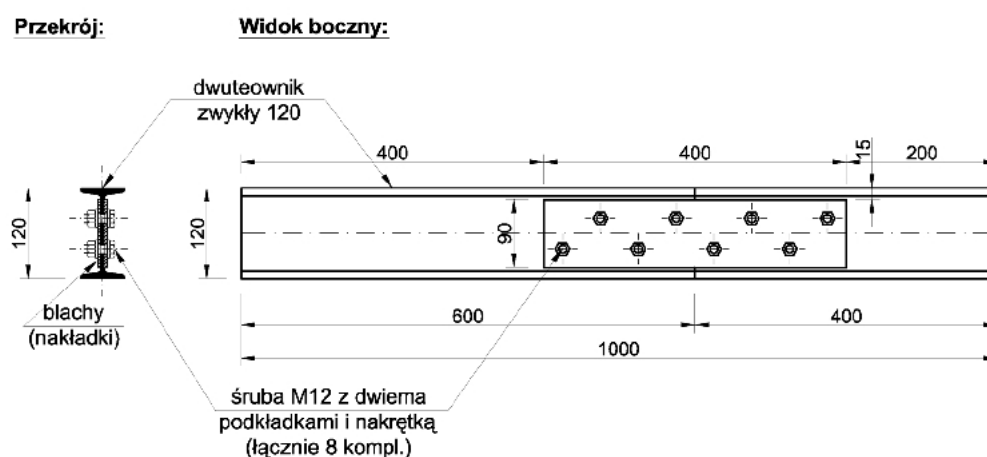 Przekrój:
Widok boczny:
dwuteownik
zwykły 120
400
400
15
200
120
120
90
blachy
(nakładki)
600
400
1000
śruba M12 z dwiema
podkładkami i nakrętką
(łącznie 8 kompl.)